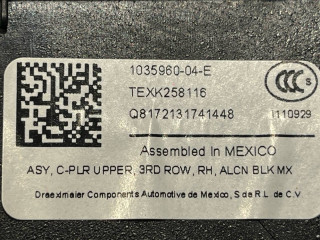 1035960-04-E
TEXK258116
Q8172131741448
CCC S
I110929
Assembled In MEXICO
ASY, C-PLR UPPER, 3RD ROW, RH, ALCN BLK MX
Draexlmaier Components Automotive de Mexico, S de R.L. de C.V